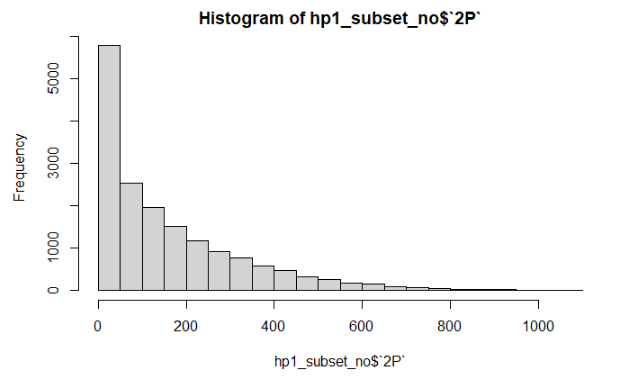 Histogram of hp1_subset_no$`2P`
Frequency
5000
3000
1000
0
0 200 400 600 800 1000
hp1_subset_no$`2P`